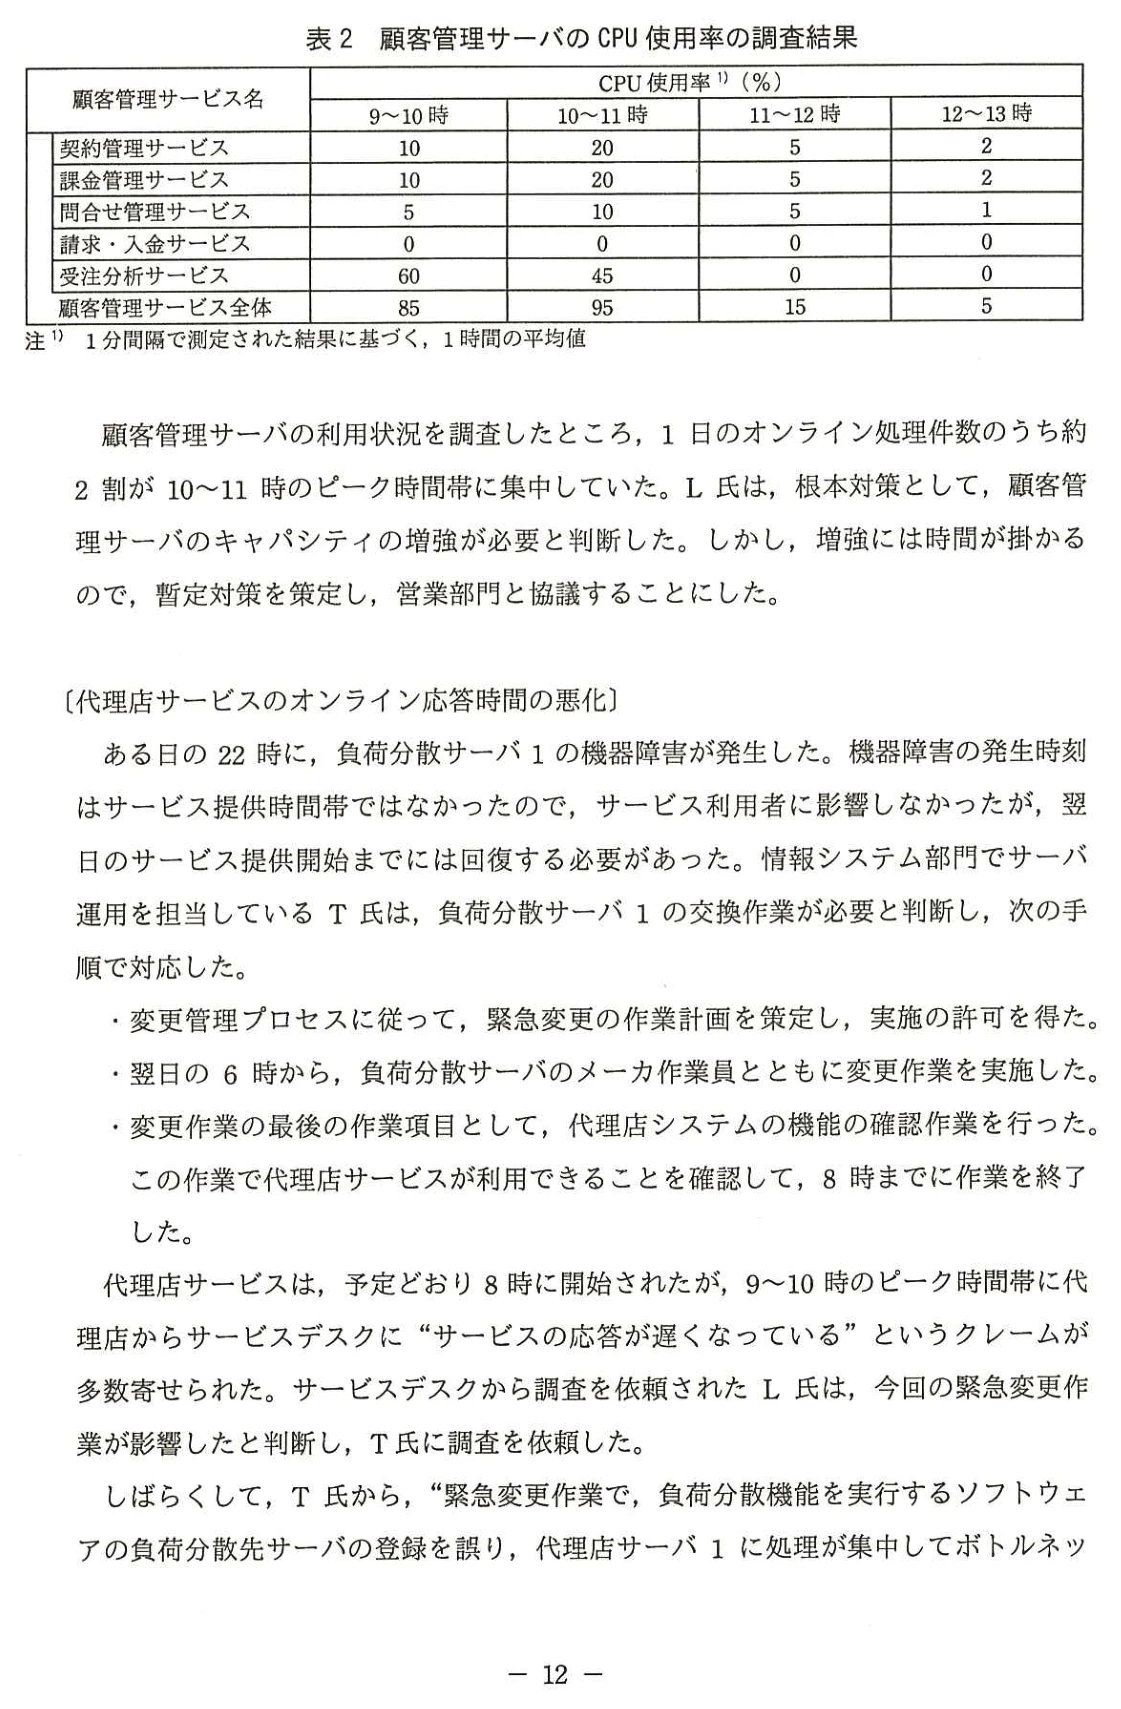 表2 顧客管理サーバの CPU 使用率の調査結果
顧客管理サービス名 CPU 使用率 1)（％）
9～10 時 10～11 時 11～12 時 12～13 時
契約管理サービス 10 20 5 2
課金管理サービス 10 20 5 2
問合せ管理サービス 5 10 5 1
請求・入金サービス 0 0 0 0
受注分析サービス 60 45 0 0
顧客管理サービス全体 85 95 15 5
注 1) 1 分間隔で測定された結果に基づく，1 時間の平均値
顧客管理サーバの利用状況を調査したところ，1 日のオンライン処理件数のうち約
2 割が 10～11 時のピーク時間帯に集中していた。L 氏は，根本対策として，顧客管
理サーバのキャパシティの増強が必要と判断した。しかし，増強には時間が掛かる
ので，暫定対策を策定し，営業部門と協議することにした。
〔代理店サービスのオンライン応答時間の悪化〕
ある日の 22 時に，負荷分散サーバ 1 の機器障害が発生した。機器障害の発生時刻
はサービス提供時間帯ではなかったので，サービス利用者に影響しなかったが，翌
日のサービス提供開始までには回復する必要があった。情報システム部門でサーバ
運用を担当している T 氏は，負荷分散サーバ 1 の交換作業が必要と判断し，次の手
順で対応した。
・変更管理プロセスに従って，緊急変更の作業計画を策定し，実施の許可を得た。
・翌日の 6 時から，負荷分散サーバのメーカ作業員とともに変更作業を実施した。
・変更作業の最後の作業項目として，代理店システムの機能の確認作業を行った。
この作業で代理店サービスが利用できることを確認して，8 時までに作業を終了
した。
代理店サービスは，予定どおり 8 時に開始されたが，9～10 時のピーク時間帯に代
理店からサービスデスクに“サービスの応答が遅くなっている”というクレームが
多数寄せられた。サービスデスクから調査を依頼された L 氏は，今回の緊急変更作
業が影響したと判断し，T 氏に調査を依頼した。
しばらくして，T 氏から，“緊急変更作業で，負荷分散機能を実行するソフトウェ
アの負荷分散先サーバの登録を誤り，代理店サーバ 1 に処理が集中してボトルネッ
－ 12 －